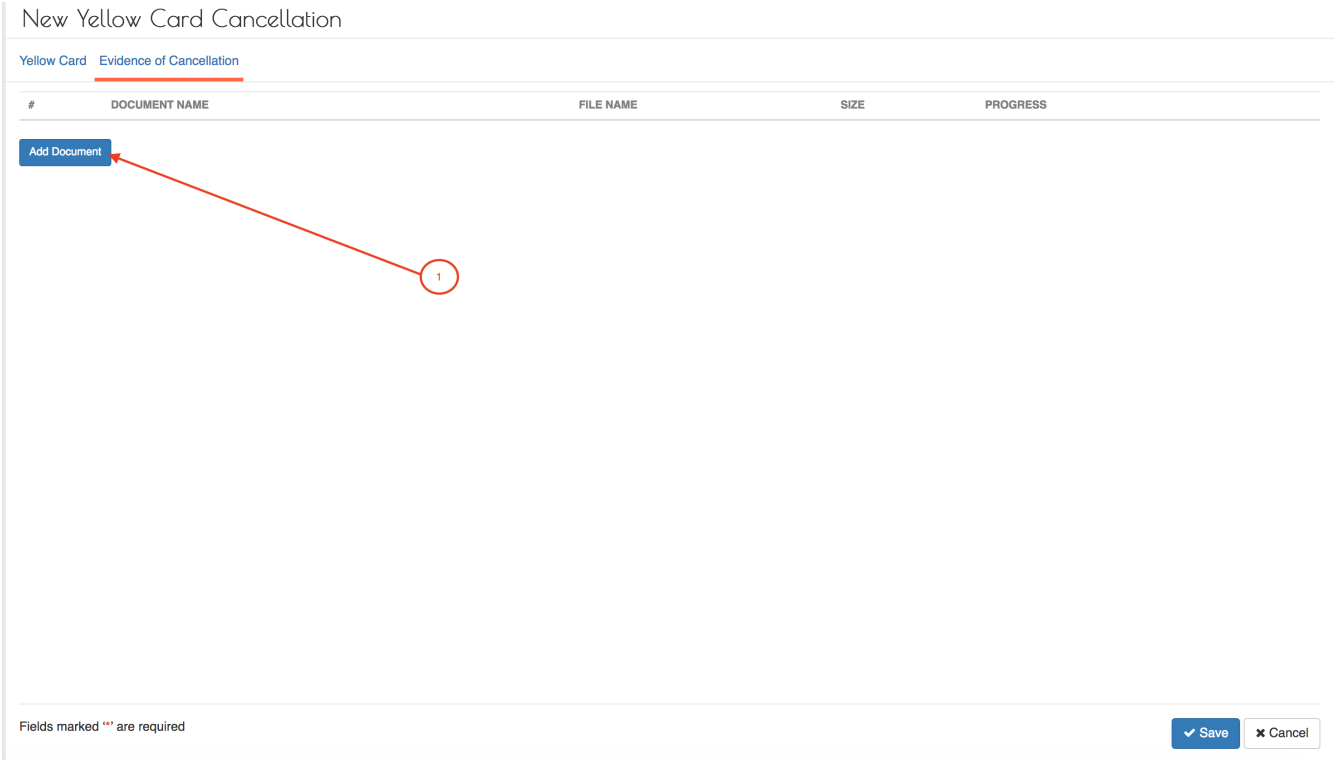 New Yellow Card Cancellation
Yellow Card Evidence of Cancellation
# DOCUMENT NAME FILE NAME SIZE PROGRESS
Add Document
1
Fields marked ‘*’ are required
Save Cancel